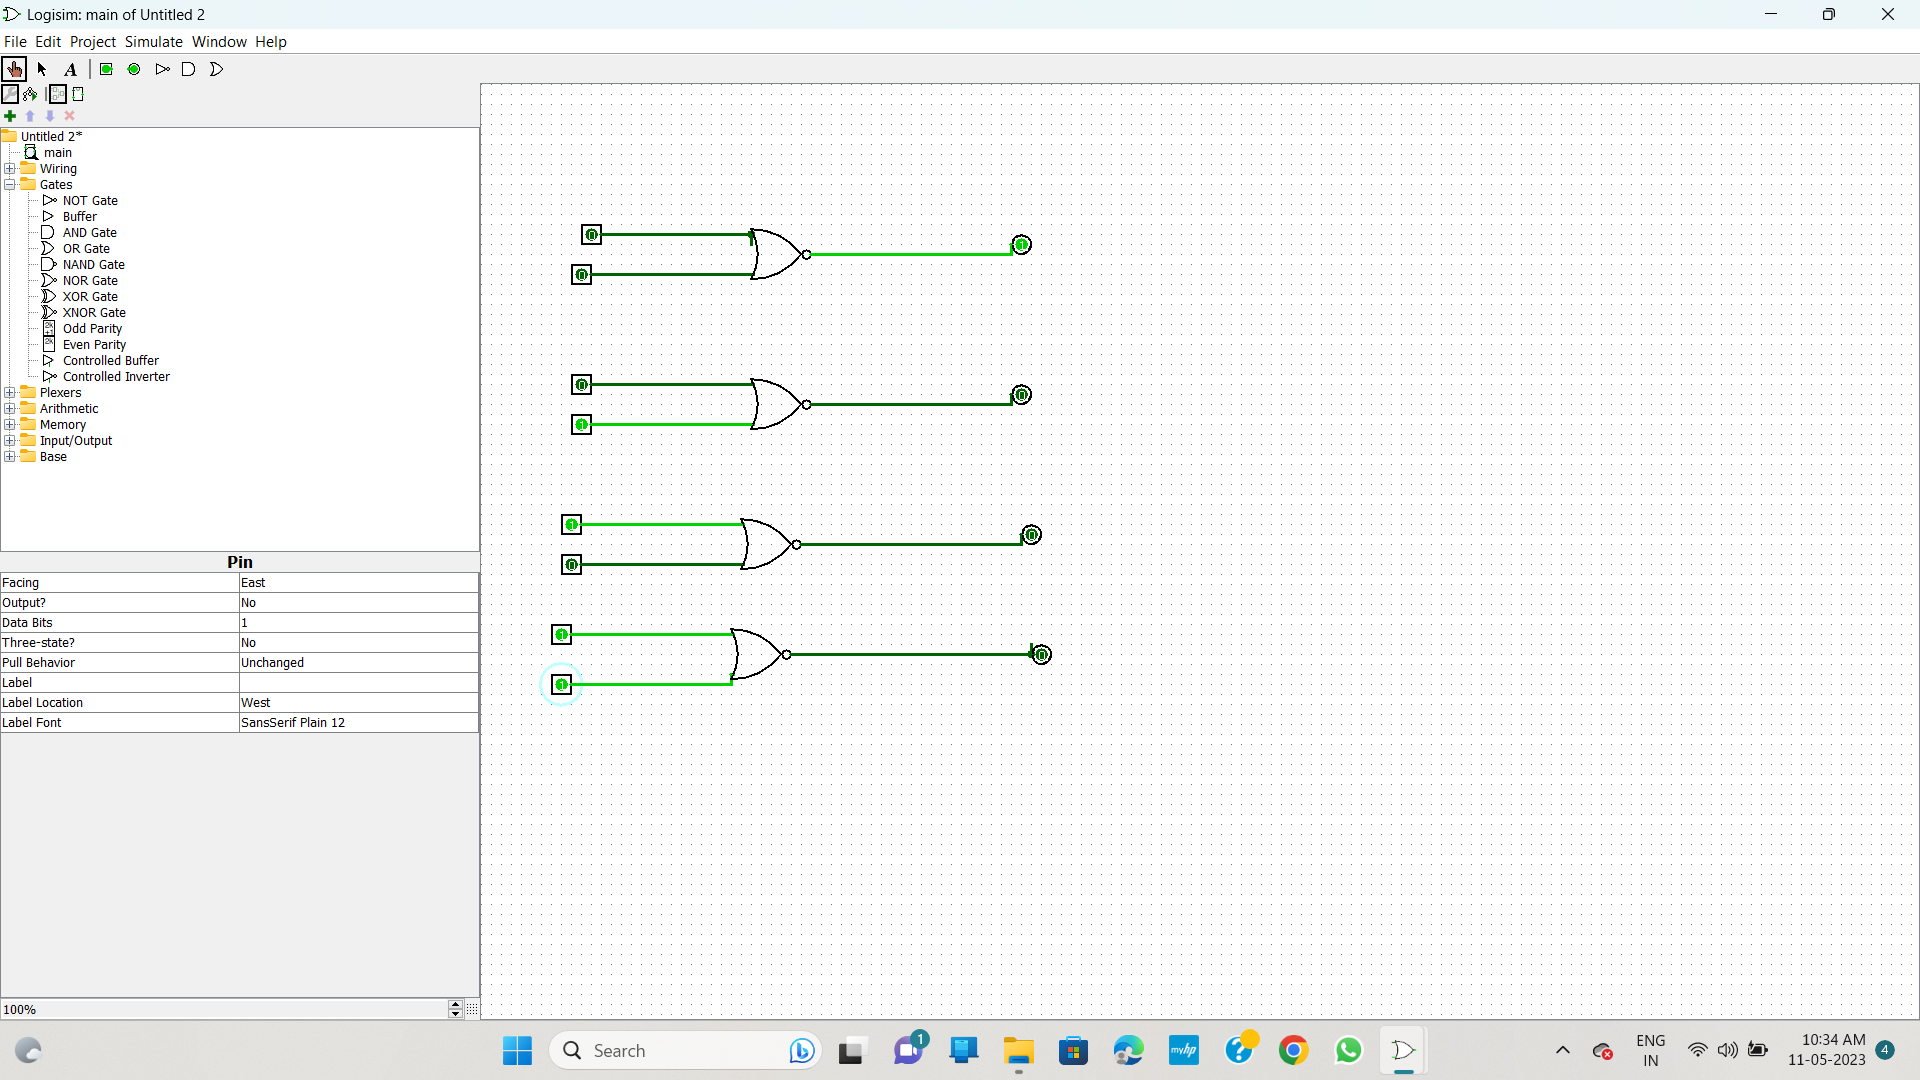 Logisim: main of Untitled 2
File Edit Project Simulate Window Help
A
Untitled 2*
main
Wiring
Gates
NOT Gate
Buffer
AND Gate
OR Gate
NAND Gate
NOR Gate
XOR Gate
XNOR Gate
Odd Parity
Even Parity
Controlled Buffer
Controlled Inverter
Plexers
Arithmetic
Memory
Input/Output
Base
Pin
Facing East
Output? No
Data Bits 1
Three-state? No
Pull Behavior Unchanged
Label
Label Location West
Label Font SansSerif Plain 12
100%
0 1
0
0 0
1
1 0
0
1 0
1
Search
1
myhp
ENG
IN
10:34 AM
11-05-2023
4